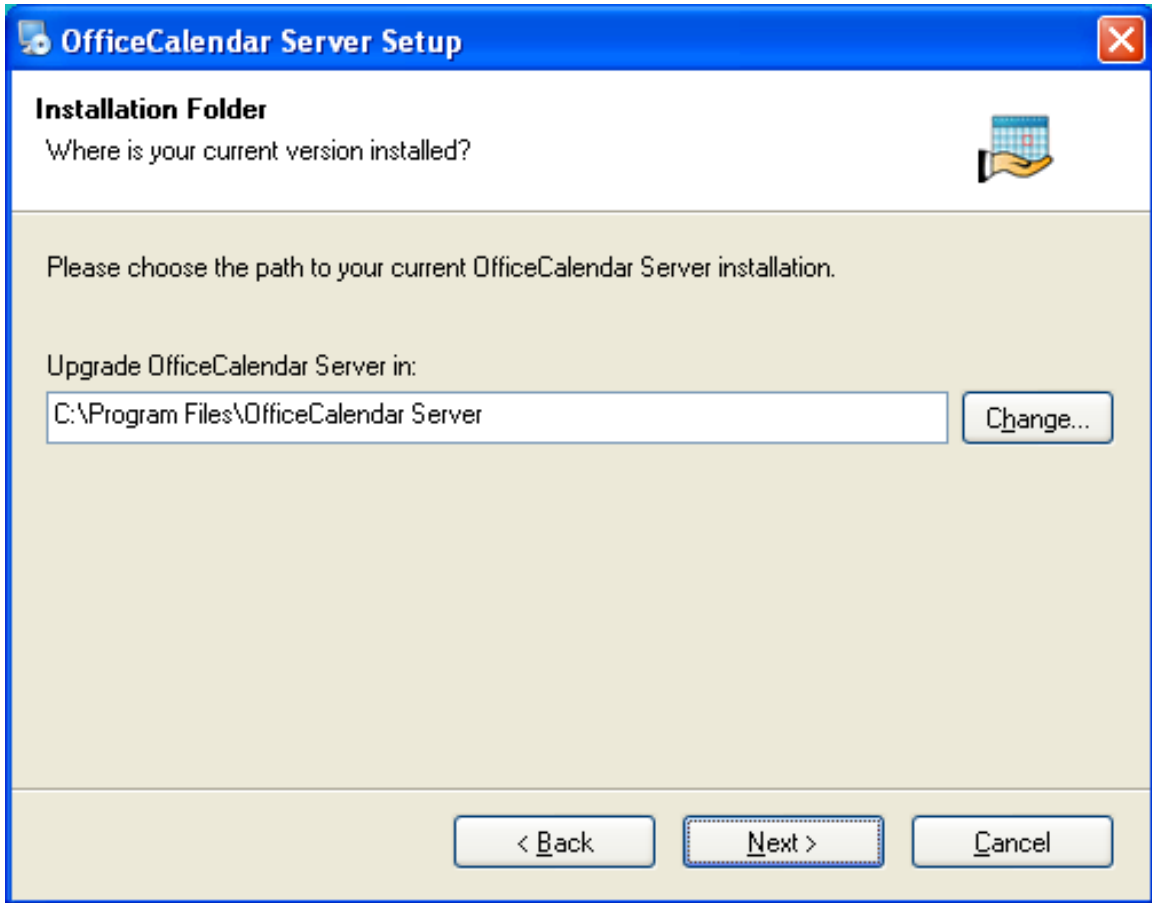 OfficeCalendar Server Setup
Installation Folder
Where is your current version installed?
Please choose the path to your current OfficeCalendar Server installation.
Upgrade OfficeCalendar Server in:
C:\Program Files\OfficeCalendar Server
Change...
< Back
Next >
Cancel